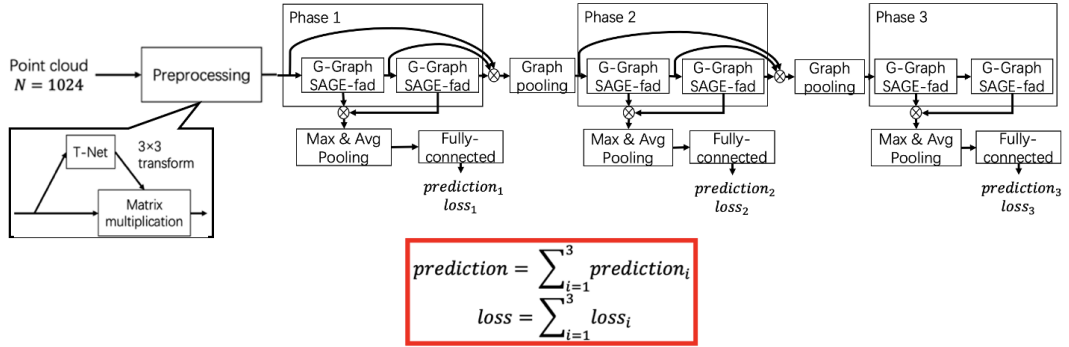 Point cloud
N = 1024
Preprocessing
T-Net
3×3
transform
Matrix
multiplication
Phase 1
G-Graph
SAGE-fad
G-Graph
SAGE-fad
Max & Avg
Pooling
Fully-
connected
prediction₁
loss₁
Graph
pooling
Phase 2
G-Graph
SAGE-fad
G-Graph
SAGE-fad
Max & Avg
Pooling
Fully-
connected
prediction₂
loss₂
Graph
pooling
Phase 3
G-Graph
SAGE-fad
G-Graph
SAGE-fad
Max & Avg
Pooling
Fully-
connected
prediction₃
loss₃
prediction = ∑³ᵢ₌₁ predictionᵢ
loss = ∑³ᵢ₌₁ lossᵢ